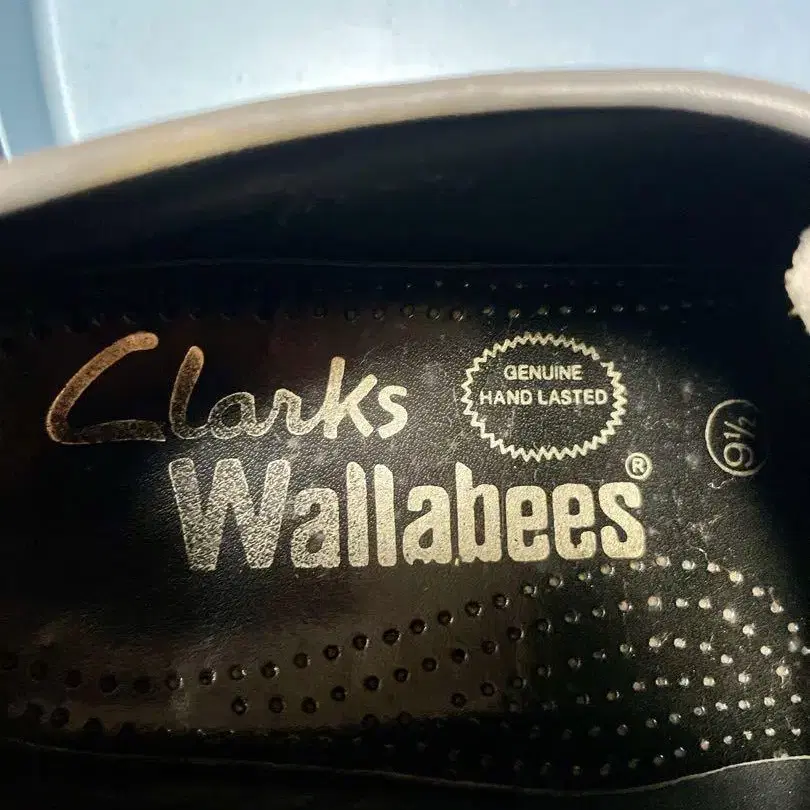 Clarks
GENUINE
HAND LASTED
Wallabees®
9½